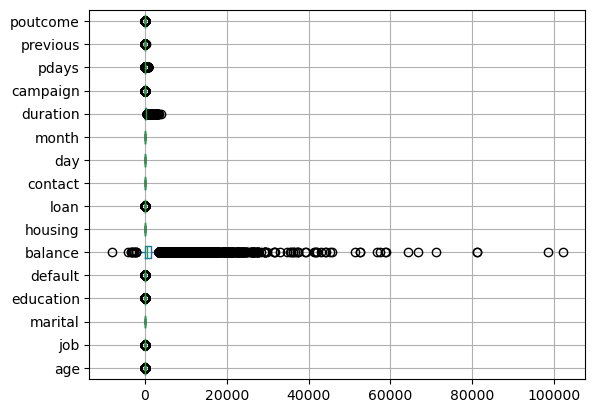 poutcome
previous
pdays
campaign
duration
month
day
contact
loan
housing
balance
default
education
marital
job
age
0 20000 40000 60000 80000 100000